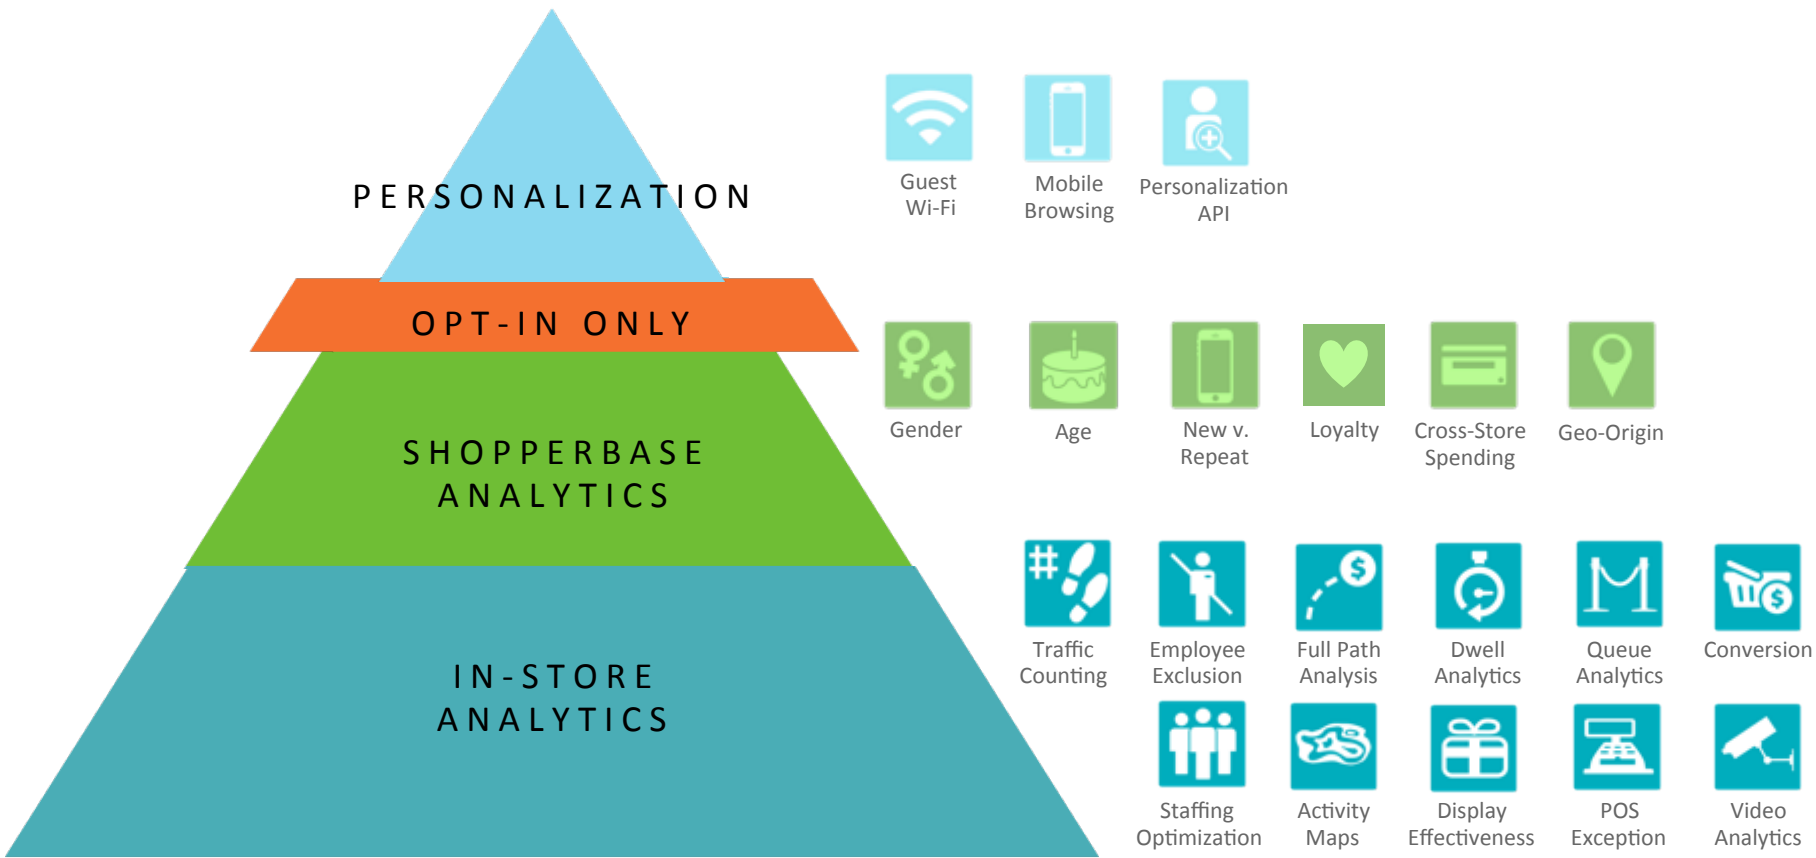 PERSONALIZATION
Guest
Wi-Fi
Mobile
Browsing
Personalization
API
OPT-IN ONLY
SHOPPERBASE
ANALYTICS
Gender
Age
New v.
Repeat
Loyalty
Cross-Store
Spending
Geo-Origin
IN-STORE
ANALYTICS
#
$
$
Traffic
Counting
Employee
Exclusion
Full Path
Analysis
Dwell
Analytics
Queue
Analytics
Conversion
Staffing
Optimization
Activity
Maps
Display
Effectiveness
POS
Exception
Video
Analytics